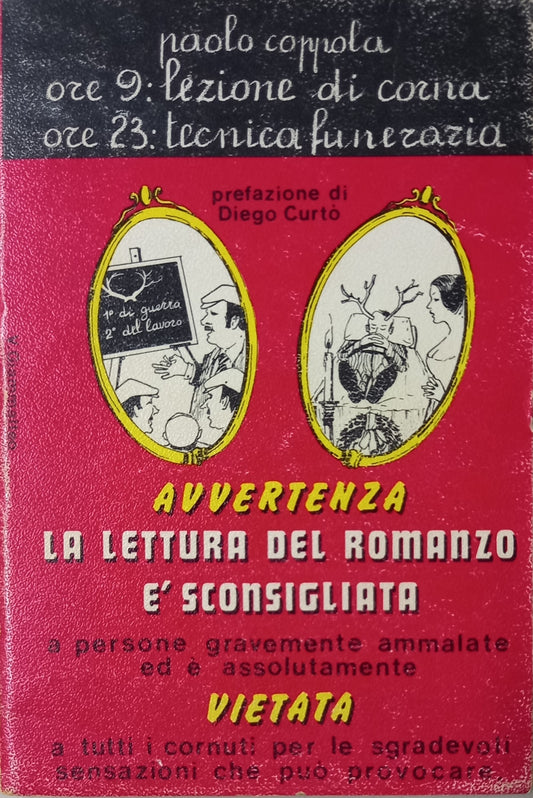 paolo coppola
ore 9: lezione di corna
ore 23: tecnica funeraria
prefazione di
Diego Curtò
1º di guerra
2º del lavoro
AVVERTENZA
LA LETTURA DEL ROMANZO
E' SCONSIGLIATA
a persone gravemente ammalate
ed è assolutamente
VIETATA
a tutti i cornuti per le sgradevoli
sensazioni che può provocare